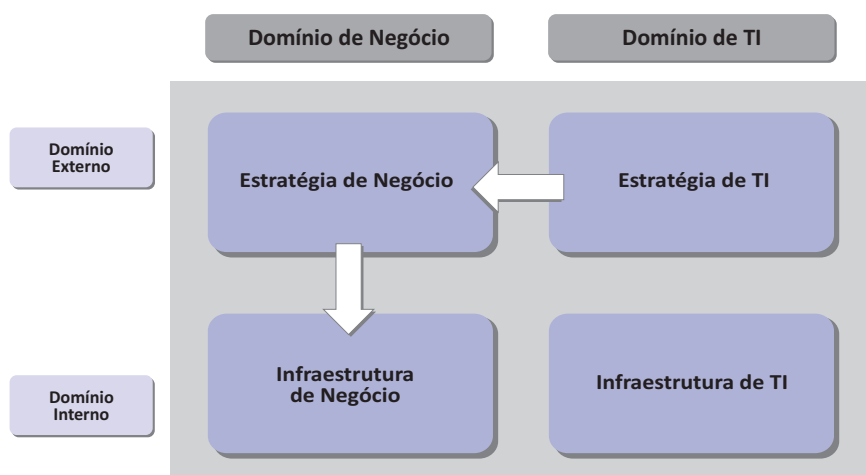 Domínio de Negócio
Domínio de TI
Domínio
Externo
Estratégia de Negócio
Estratégia de TI
Domínio
Interno
Infraestrutura
de Negócio
Infraestrutura de TI